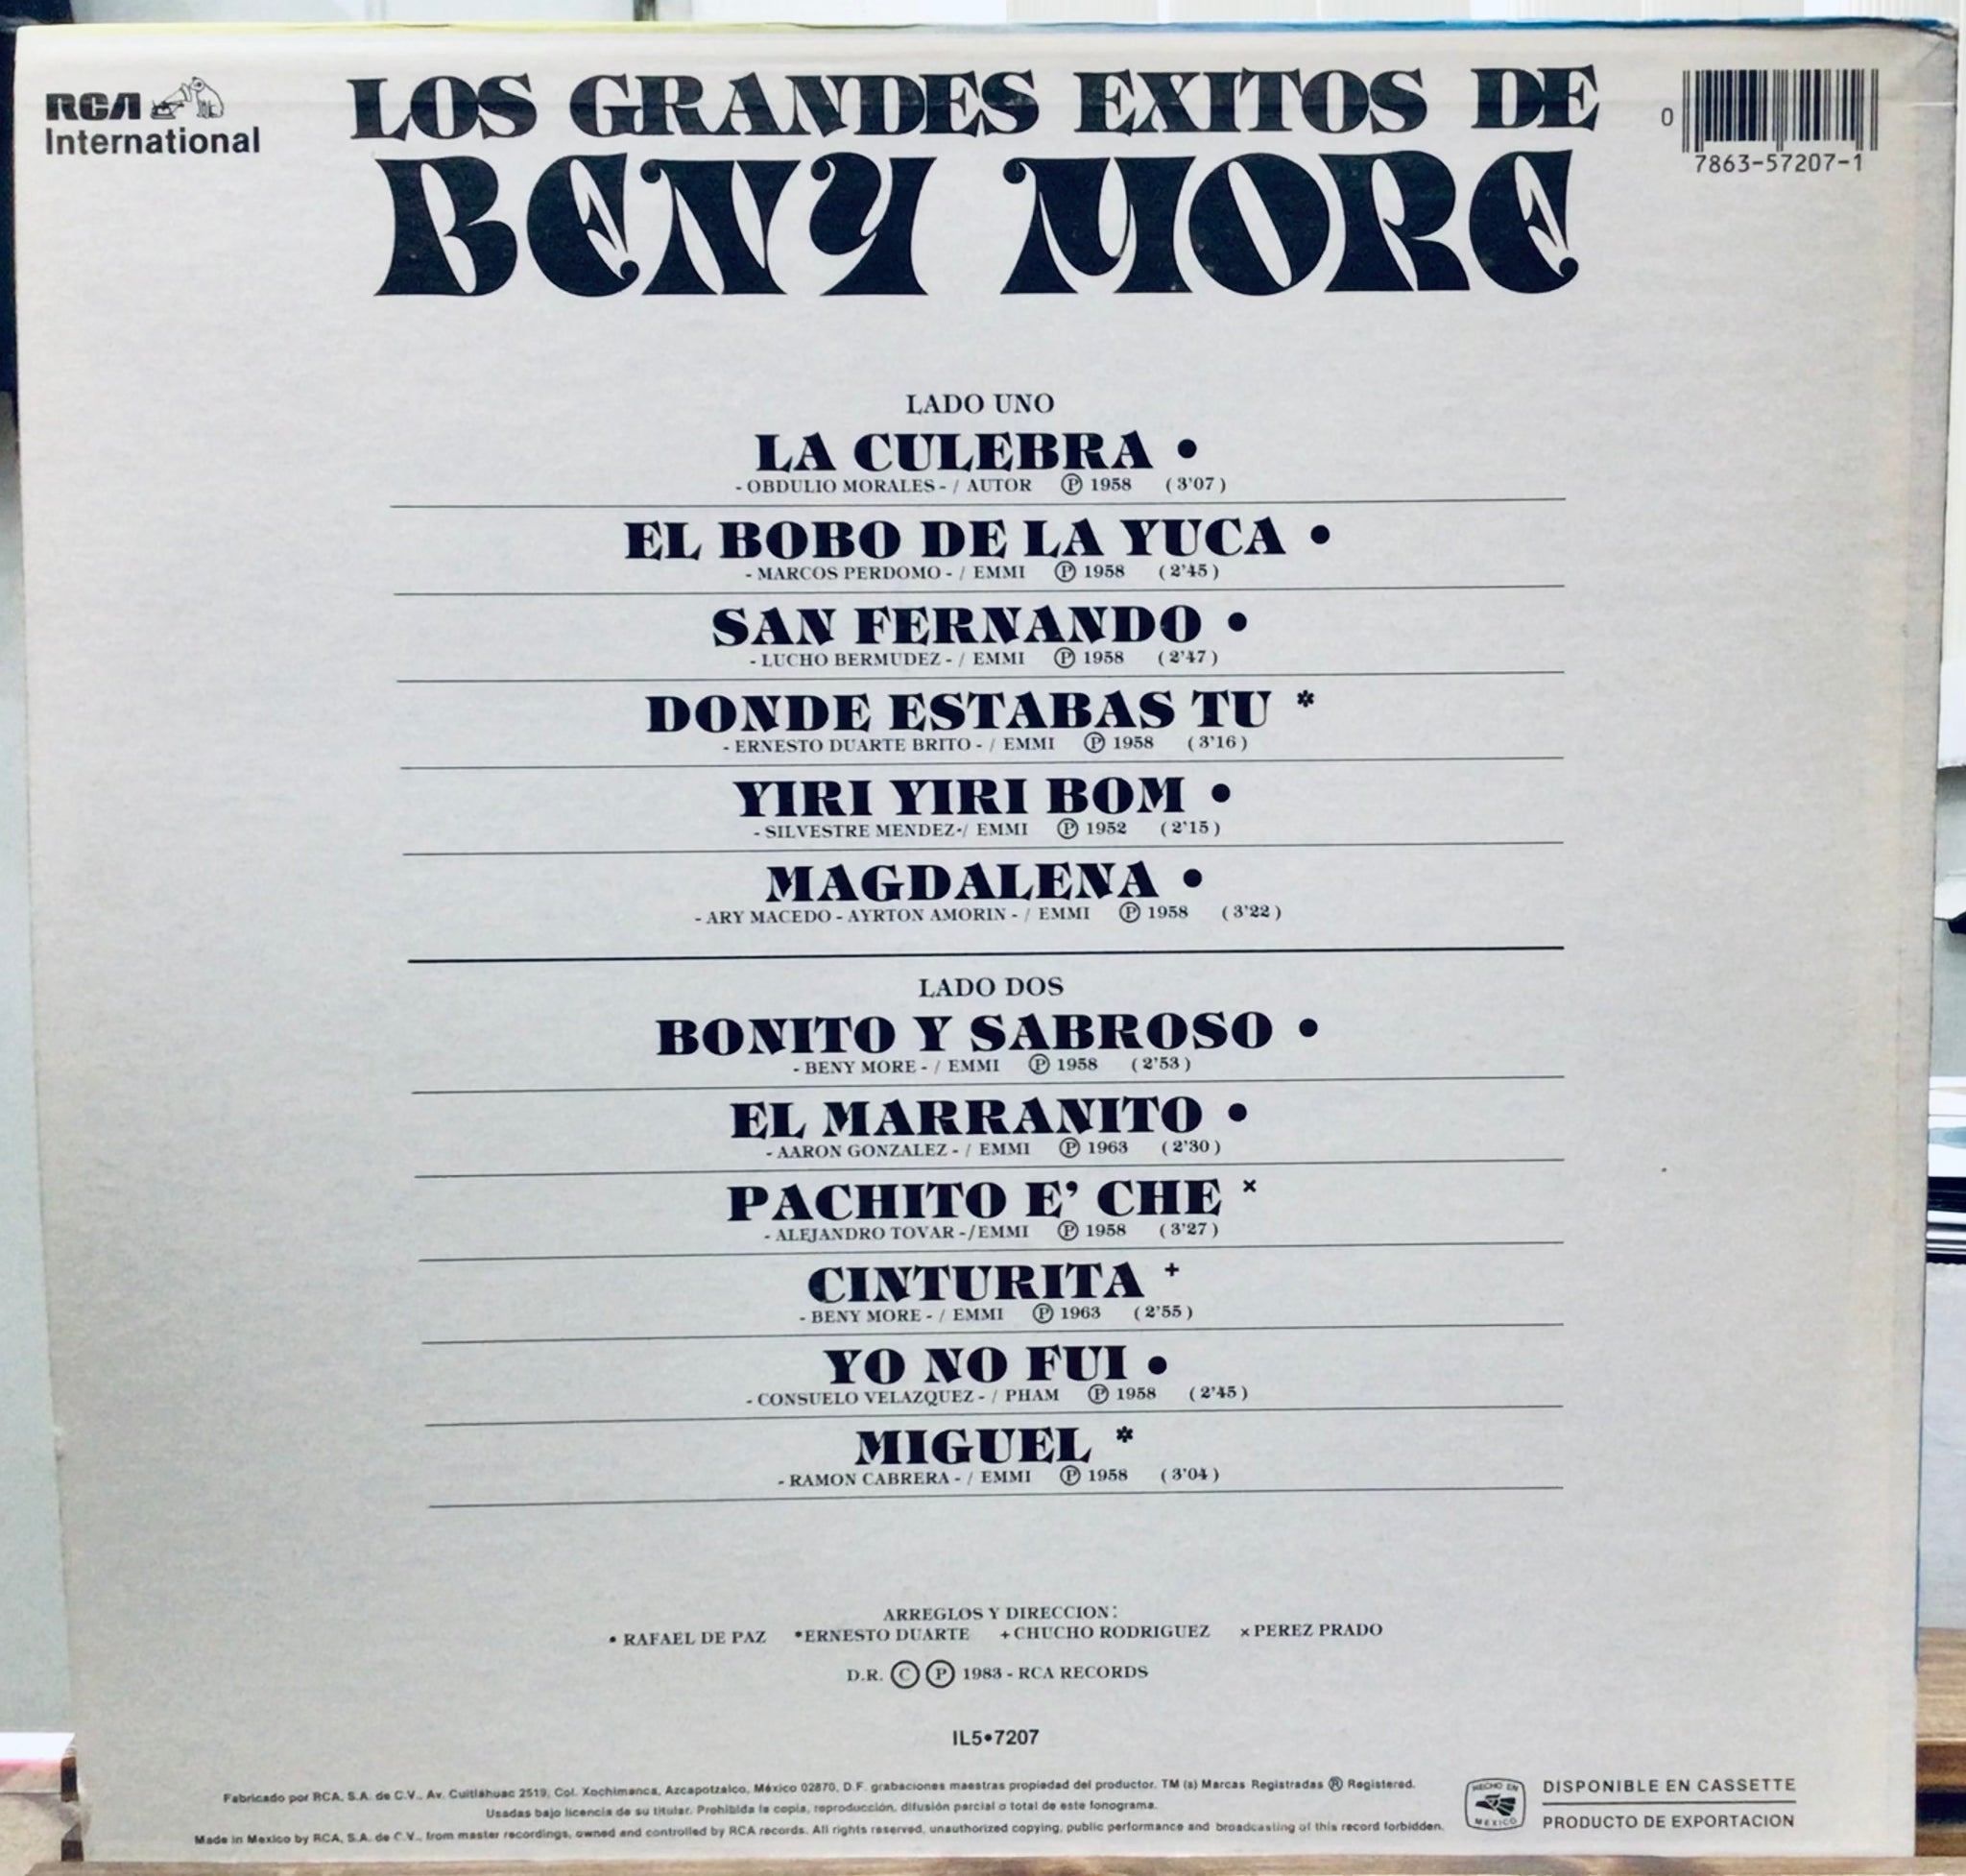 RCA
International
LOS GRANDES EXITOS DE
BENY MORE
0
7863-57207-1
LADO UNO
LA CULEBRA •
- OBDULIO MORALES - / AUTOR Ⓟ 1958 (3'07)
EL BOBO DE LA YUCA •
- MARCOS PERDOMO - / EMMI Ⓟ 1958 (2'45)
SAN FERNANDO •
- LUCHO BERMUDEZ - / EMMI Ⓟ 1958 (2'47)
DONDE ESTABAS TU *
- ERNESTO DUARTE BRITO - / EMMI Ⓟ 1958 (3'16)
YIRI YIRI BOM •
- SILVESTRE MENDEZ-/ EMMI Ⓟ 1952 (2'15)
MAGDALENA •
- ARY MACEDO - AYRTON AMORIN - / EMMI Ⓟ 1958 (3'22)
LADO DOS
BONITO Y SABROSO •
- BENY MORE - / EMMI Ⓟ 1958 (2'53)
EL MARRANITO •
- AARON GONZALEZ - / EMMI Ⓟ 1963 (2'30)
PACHITO E' CHE ×
- ALEJANDRO TOVAR -/EMMI Ⓟ 1958 (3'27)
CINTURITA +
- BENY MORE - / EMMI Ⓟ 1963 (2'55)
YO NO FUI •
- CONSUELO VELAZQUEZ - / PHAM Ⓟ 1958 (2'45)
MIGUEL *
- RAMON CABRERA - / EMMI Ⓟ 1958 (3'04)
ARREGLOS Y DIRECCION:
• RAFAEL DE PAZ *ERNESTO DUARTE +CHUCHO RODRIGUEZ ×PEREZ PRADO
D.R. © Ⓟ 1983 - RCA RECORDS
IL5•7207
Fabricado por RCA, S.A. de C.V., Av. Cuitláhuac 2519, Col. Xochimanca, Azcapotzalco, México 02870, D.F. grabaciones maestras propiedad del productor. TM (s) Marcas Registradas ® Registered.
Usadas bajo licencia de su titular. Prohibida la copia, reproducción, difusión parcial o total de este fonograma.
Made in Mexico by RCA, S.A. de C.V., from master recordings, owned and controlled by RCA records. All rights reserved, unauthorized copying, public performance and broadcasting of this record forbidden.
HECHO EN
MEXICO
DISPONIBLE EN CASSETTE
PRODUCTO DE EXPORTACION